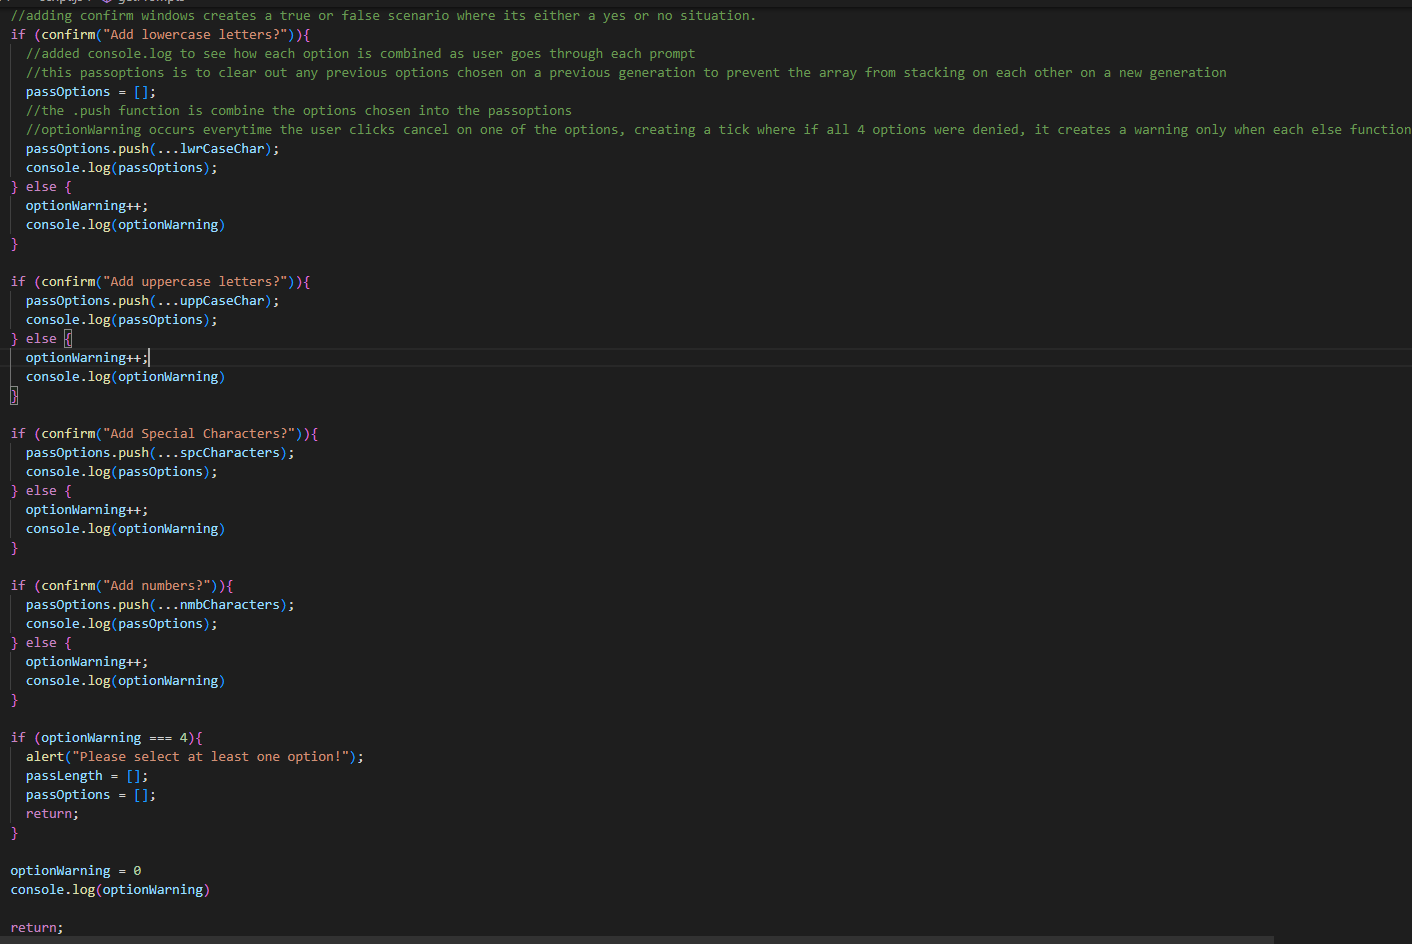 //adding confirm windows creates a true or false scenario where its either a yes or no situation.
if (confirm("Add lowercase letters?")){
//added console.log to see how each option is combined as user goes through each prompt
//this passoptions is to clear out any previous options chosen on a previous generation to prevent the array from stacking on each other on a new generation
passOptions = [];
//the .push function is combine the options chosen into the passoptions
//optionWarning occurs everytime the user clicks cancel on one of the options, creating a tick where if all 4 options were denied, it creates a warning only when each else function
passOptions.push(...lwrCaseChar);
console.log(passOptions);
} else {
optionWarning++;
console.log(optionWarning)
}
if (confirm("Add uppercase letters?")){
passOptions.push(...uppCaseChar);
console.log(passOptions);
} else {
optionWarning++;
console.log(optionWarning)
}
if (confirm("Add Special Characters?")){
passOptions.push(...spcCharacters);
console.log(passOptions);
} else {
optionWarning++;
console.log(optionWarning)
}
if (confirm("Add numbers?")){
passOptions.push(...nmbCharacters);
console.log(passOptions);
} else {
optionWarning++;
console.log(optionWarning)
}
if (optionWarning === 4){
alert("Please select at least one option!");
passLength = [];
passOptions = [];
return;
}
optionWarning = 0
console.log(optionWarning)
return;